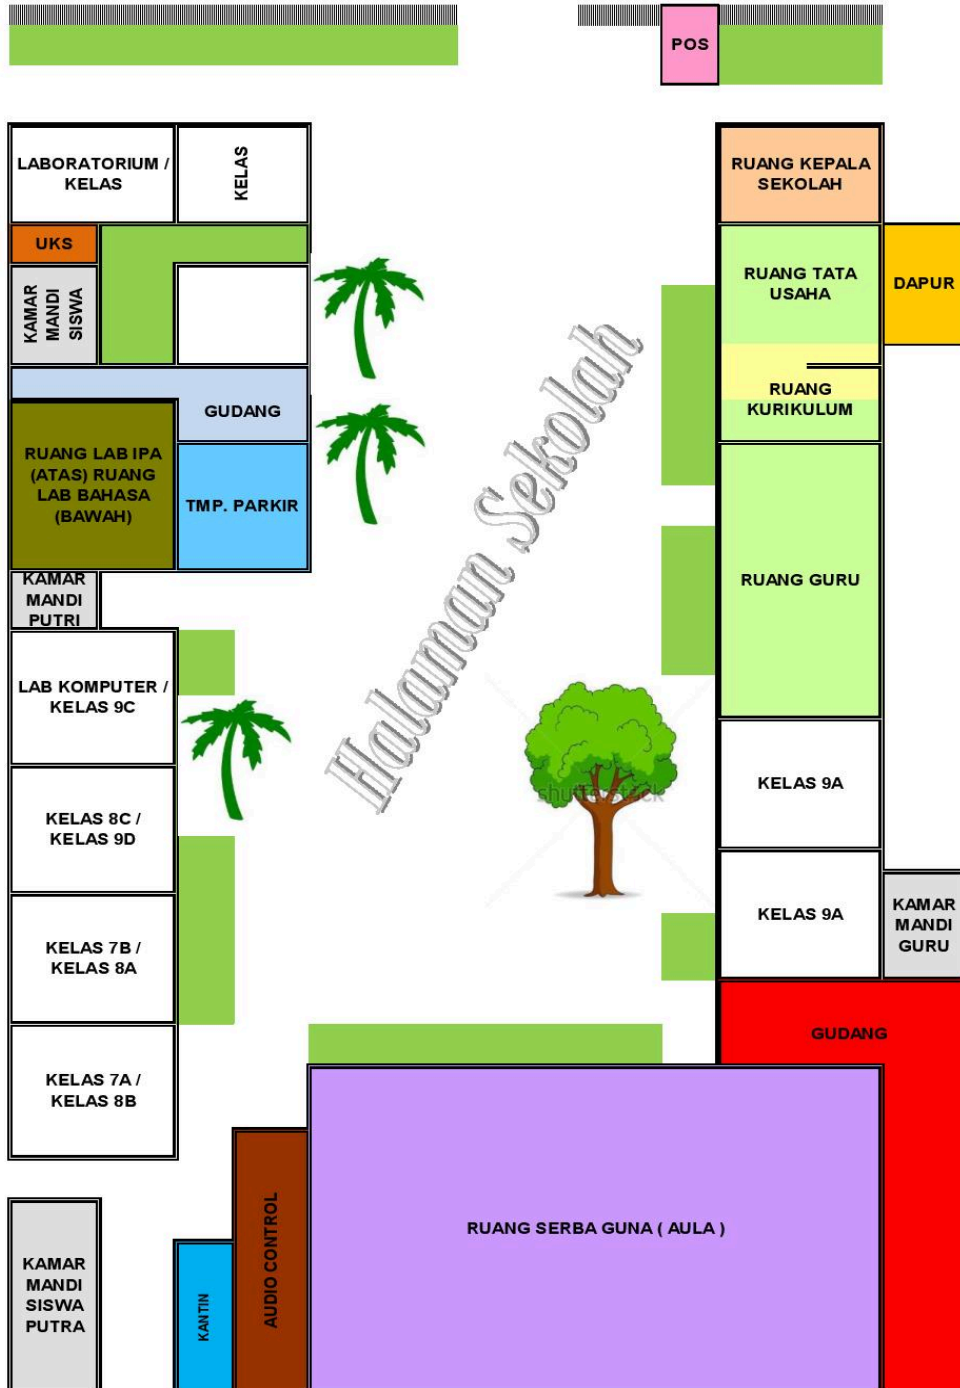 POS
LABORATORIUM /
KELAS
KELAS
RUANG KEPALA
SEKOLAH
UKS
KAMAR
MANDI
SISWA
RUANG TATA
USAHA
DAPUR
GUDANG
RUANG
KURIKULUM
RUANG LAB IPA
(ATAS) RUANG
LAB BAHASA
(BAWAH)
TMP. PARKIR
Halaman Sekolah
RUANG GURU
KAMAR
MANDI
PUTRI
LAB KOMPUTER /
KELAS 9C
KELAS 8C /
KELAS 9D
shutterstock
KELAS 9A
KELAS 9A
KAMAR
MANDI
GURU
KELAS 7B /
KELAS 8A
GUDANG
KELAS 7A /
KELAS 8B
RUANG SERBA GUNA ( AULA )
AUDIO CONTROL
KANTIN
KAMAR
MANDI
SISWA
PUTRA